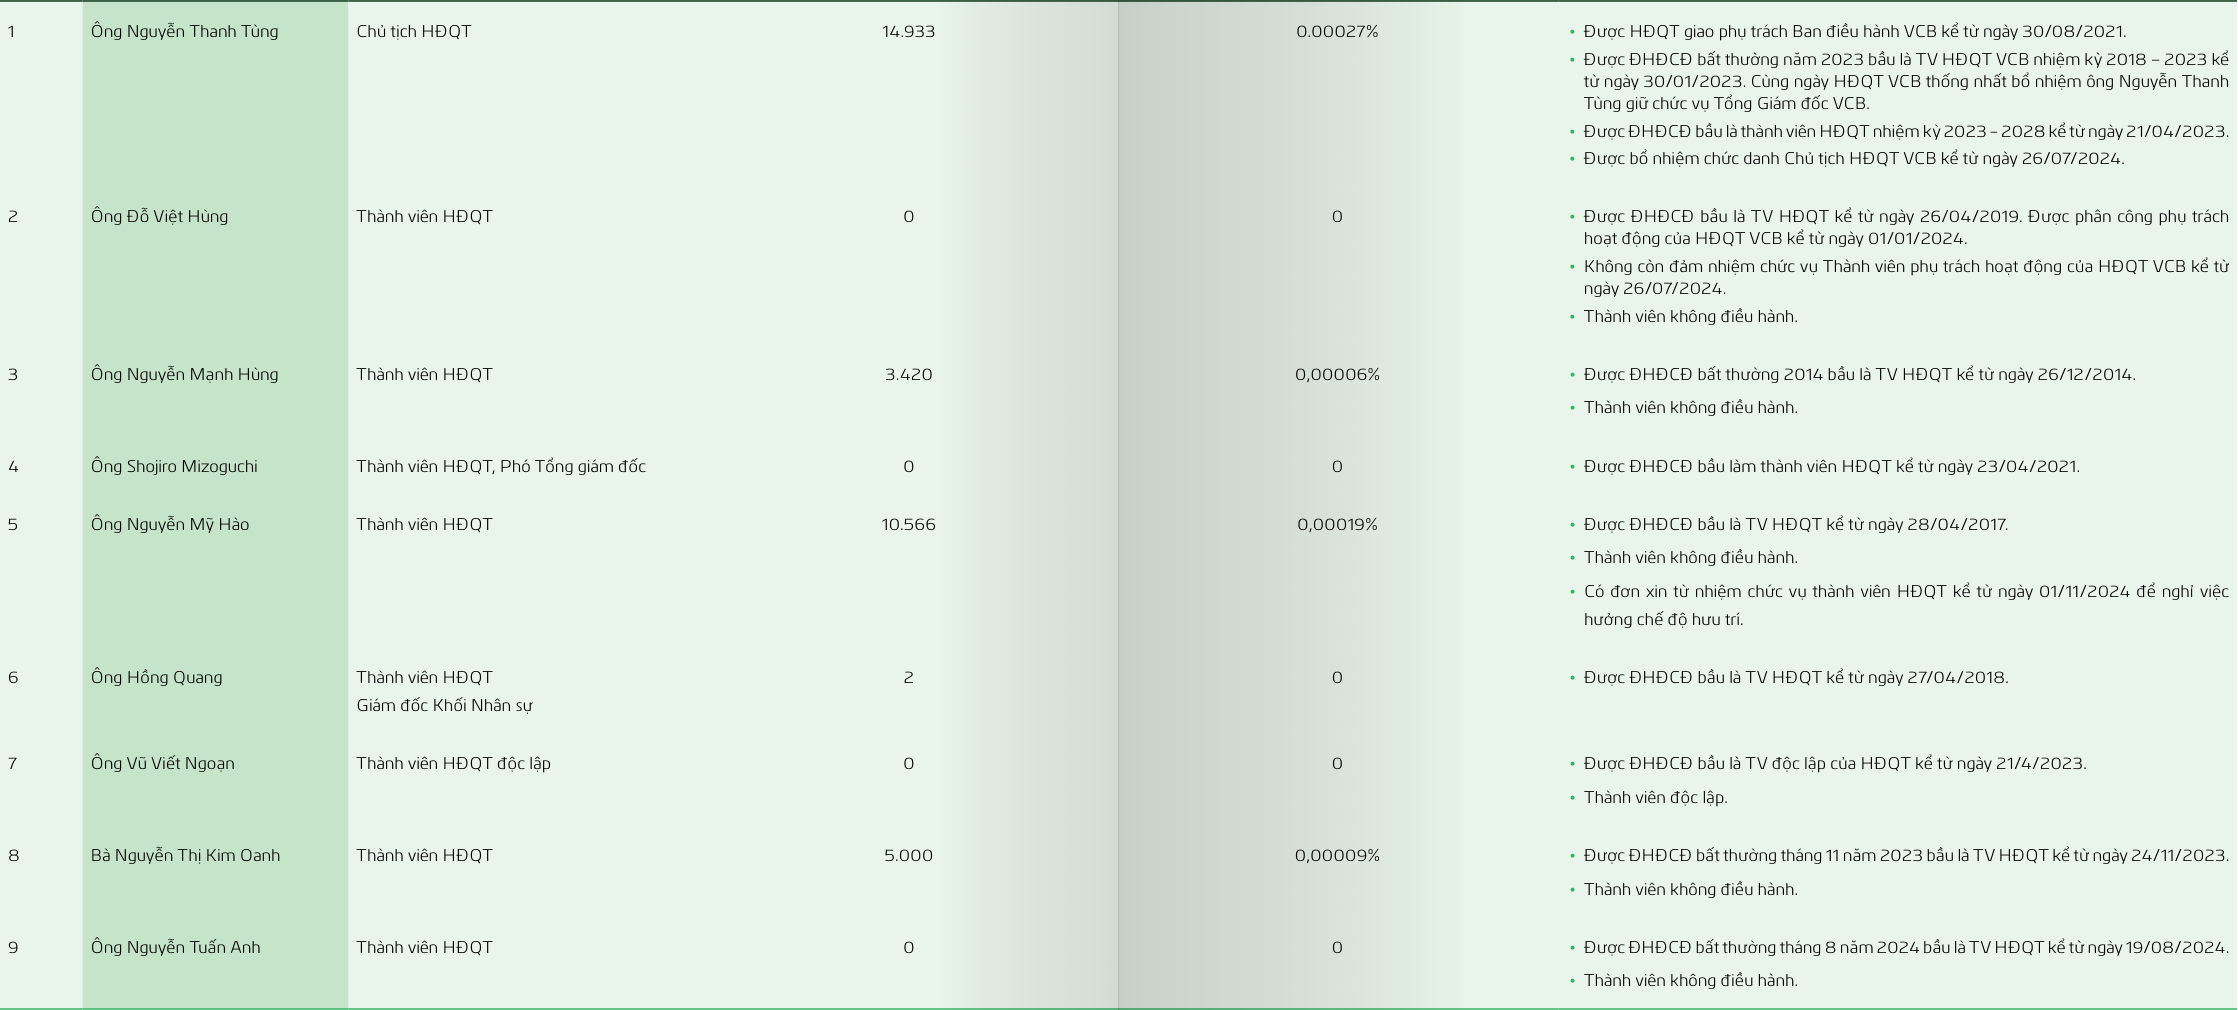 1 Ông Nguyễn Thanh Tùng Chủ tịch HĐQT 14.933 0.00027% • Được HĐQT giao phụ trách Ban điều hành VCB kể từ ngày 30/08/2021.
• Được ĐHĐCĐ bất thường năm 2023 bầu là TV HĐQT VCB nhiệm kỳ 2018 – 2023 kể
từ ngày 30/01/2023. Cùng ngày HĐQT VCB thống nhất bổ nhiệm ông Nguyễn Thanh
Tùng giữ chức vụ Tổng Giám đốc VCB.
• Được ĐHĐCĐ bầu là thành viên HĐQT nhiệm kỳ 2023 – 2028 kể từ ngày 21/04/2023.
• Được bổ nhiệm chức danh Chủ tịch HĐQT VCB kể từ ngày 26/07/2024.
2 Ông Đỗ Việt Hùng Thành viên HĐQT 0 0 • Được ĐHĐCĐ bầu là TV HĐQT kể từ ngày 26/04/2019. Được phân công phụ trách
hoạt động của HĐQT VCB kể từ ngày 01/01/2024.
• Không còn đảm nhiệm chức vụ Thành viên phụ trách hoạt động của HĐQT VCB kể từ
ngày 26/07/2024.
• Thành viên không điều hành.
3 Ông Nguyễn Mạnh Hùng Thành viên HĐQT 3.420 0,00006% • Được ĐHĐCĐ bất thường 2014 bầu là TV HĐQT kể từ ngày 26/12/2014.
• Thành viên không điều hành.
4 Ông Shojiro Mizoguchi Thành viên HĐQT, Phó Tổng giám đốc 0 0 • Được ĐHĐCĐ bầu làm thành viên HĐQT kể từ ngày 23/04/2021.
5 Ông Nguyễn Mỹ Hào Thành viên HĐQT 10.566 0,00019% • Được ĐHĐCĐ bầu là TV HĐQT kể từ ngày 28/04/2017.
• Thành viên không điều hành.
• Có đơn xin từ nhiệm chức vụ thành viên HĐQT kể từ ngày 01/11/2024 để nghỉ việc
hưởng chế độ hưu trí.
6 Ông Hồng Quang Thành viên HĐQT 2 0 • Được ĐHĐCĐ bầu là TV HĐQT kể từ ngày 27/04/2018.
Giám đốc Khối Nhân sự
7 Ông Vũ Viết Ngoạn Thành viên HĐQT độc lập 0 0 • Được ĐHĐCĐ bầu là TV độc lập của HĐQT kể từ ngày 21/4/2023.
• Thành viên độc lập.
8 Bà Nguyễn Thị Kim Oanh Thành viên HĐQT 5.000 0,00009% • Được ĐHĐCĐ bất thường tháng 11 năm 2023 bầu là TV HĐQT kể từ ngày 24/11/2023.
• Thành viên không điều hành.
9 Ông Nguyễn Tuấn Anh Thành viên HĐQT 0 0 • Được ĐHĐCĐ bất thường tháng 8 năm 2024 bầu là TV HĐQT kể từ ngày 19/08/2024.
• Thành viên không điều hành.